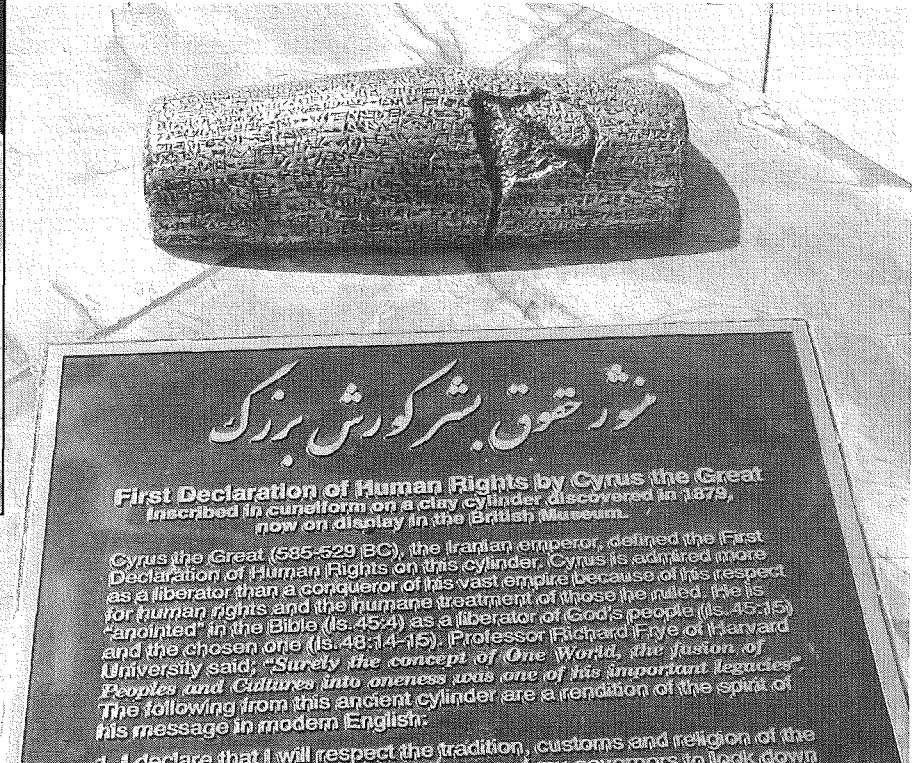 منشور حقوق بشر کورش بزرگ
First Declaration of Human Rights by Cyrus the Great
Inscribed in cuneiform on a clay cylinder discovered in 1879,
now on display in the British Museum.
Cyrus the Great (585-529 BC), the Iranian emperor, defined the First
Declaration of Human Rights on this cylinder. Cyrus is admired more
as a liberator than a conqueror of his vast empire because of his respect
for human rights and the humane treatment of those he ruled. He is
"anointed" in the Bible (Is.45:4) as a liberator of God's people (Is.45:15)
and the chosen one (Is.48:14-15). Professor Richard Frye of Harvard
University said: "Surely the concept of One World, the fusion of
Peoples and Cultures into oneness was one of his important legacies"
The following from this ancient cylinder are a rendition of the spirit of
his message in modern English:
1. I declare that I will respect the tradition, customs and religion of the
governors to look down